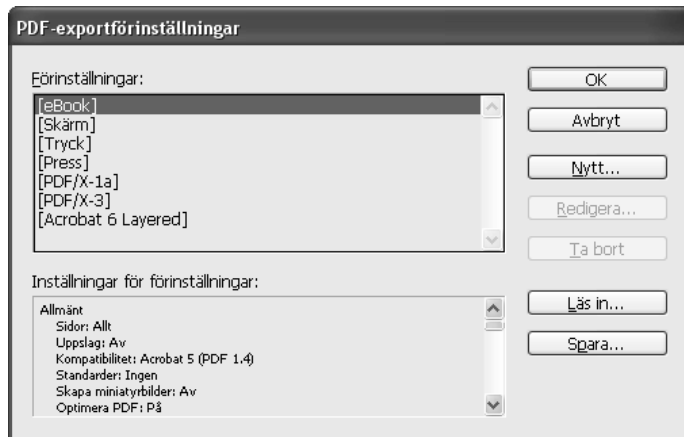 PDF-exportförinställningar
Förinställningar:
[eBook]
[Skärm]
[Tryck]
[Press]
[PDF/X-1a]
[PDF/X-3]
[Acrobat 6 Layered]
OK
Avbryt
Nytt...
Redigera...
Ta bort
Inställningar för förinställningar:
Allmänt
Sidor: Allt
Uppslag: Av
Kompatibilitet: Acrobat 5 (PDF 1.4)
Standarder: Ingen
Skapa miniatyrbilder: Av
Optimera PDF: På
Läs in...
Spara...